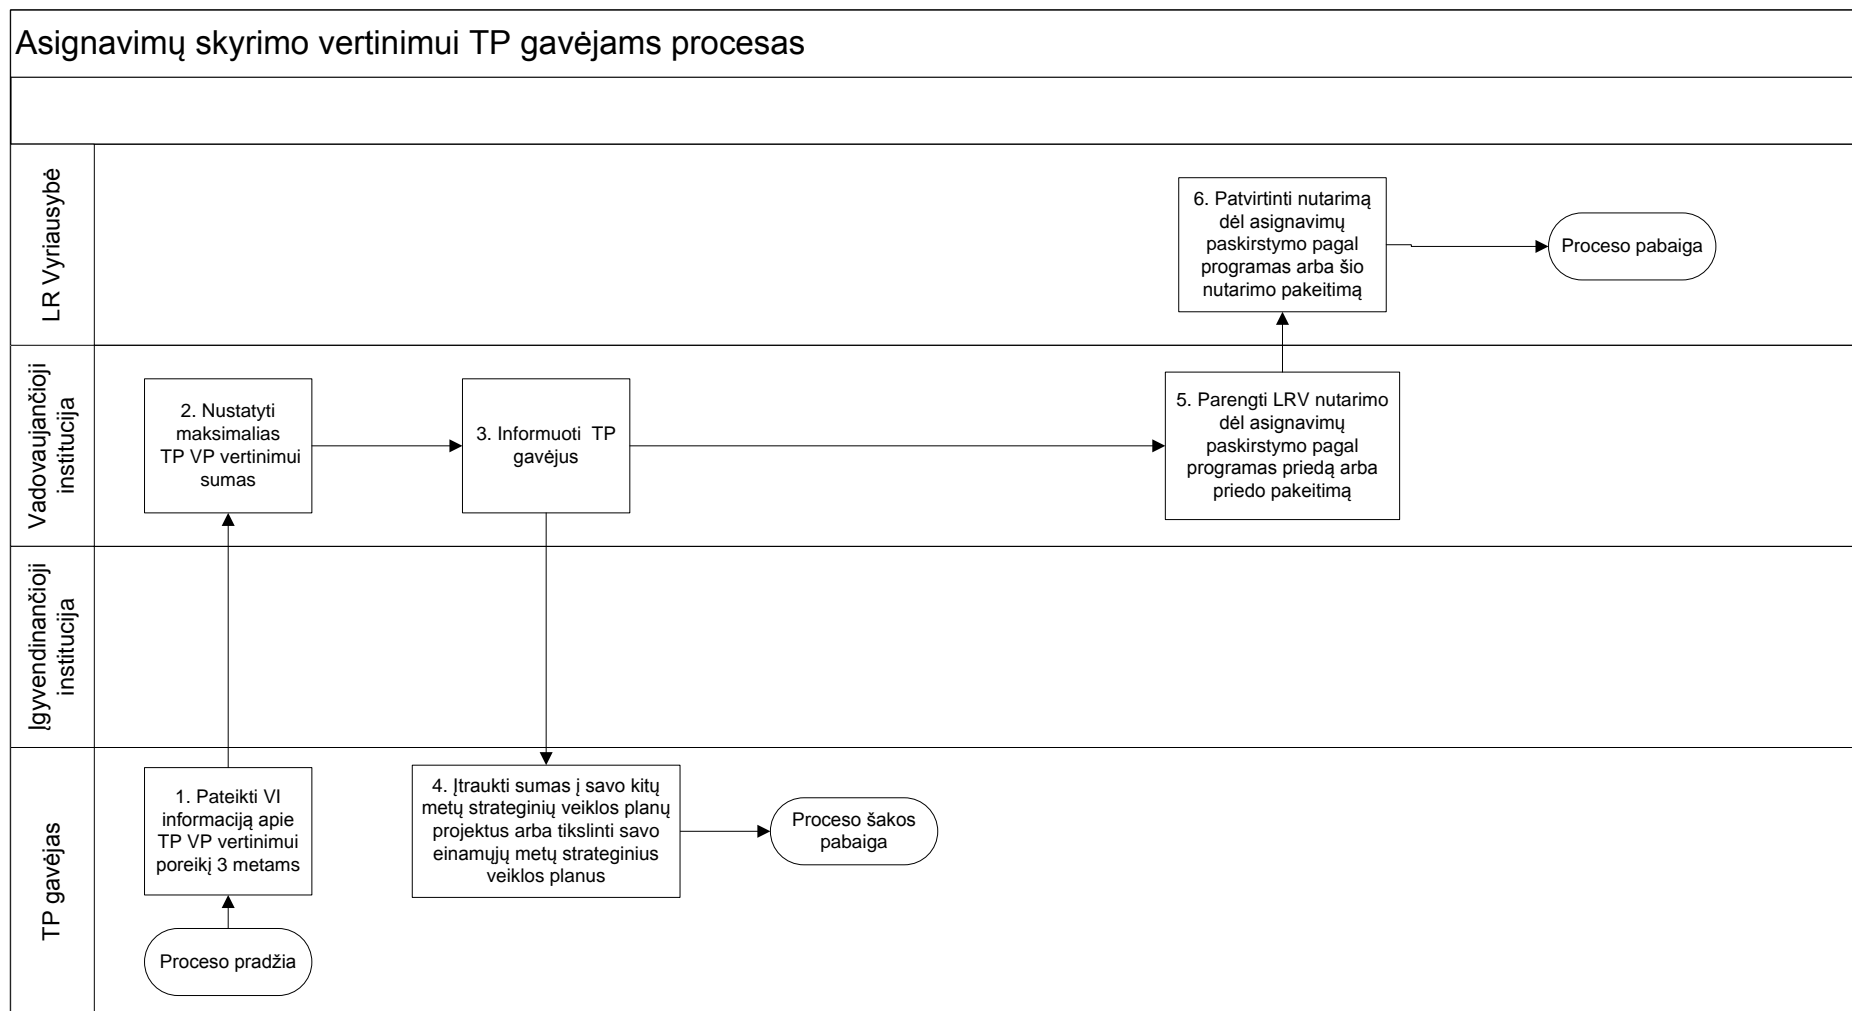 Asignavimų skyrimo vertinimui TP gavėjams procesas
LR Vyriausybė
6. Patvirtinti nutarimą
dėl asignavimų
paskirstymo pagal
programas arba šio
nutarimo pakeitimą
Proceso pabaiga
Vadovaujančioji
institucija
2. Nustatyti
maksimalias
TP VP vertinimui
sumas
3. Informuoti TP
gavėjus
5. Parengti LRV nutarimo
dėl asignavimų
paskirstymo pagal
programas priedą arba
priedo pakeitimą
Įgyvendinančioji
institucija
TP gavėjas
1. Pateikti VI
informaciją apie
TP VP vertinimui
poreikį 3 metams
4. Įtraukti sumas į savo kitų
metų strateginių veiklos planų
projektus arba tikslinti savo
einamųjų metų strateginius
veiklos planus
Proceso šakos
pabaiga
Proceso pradžia